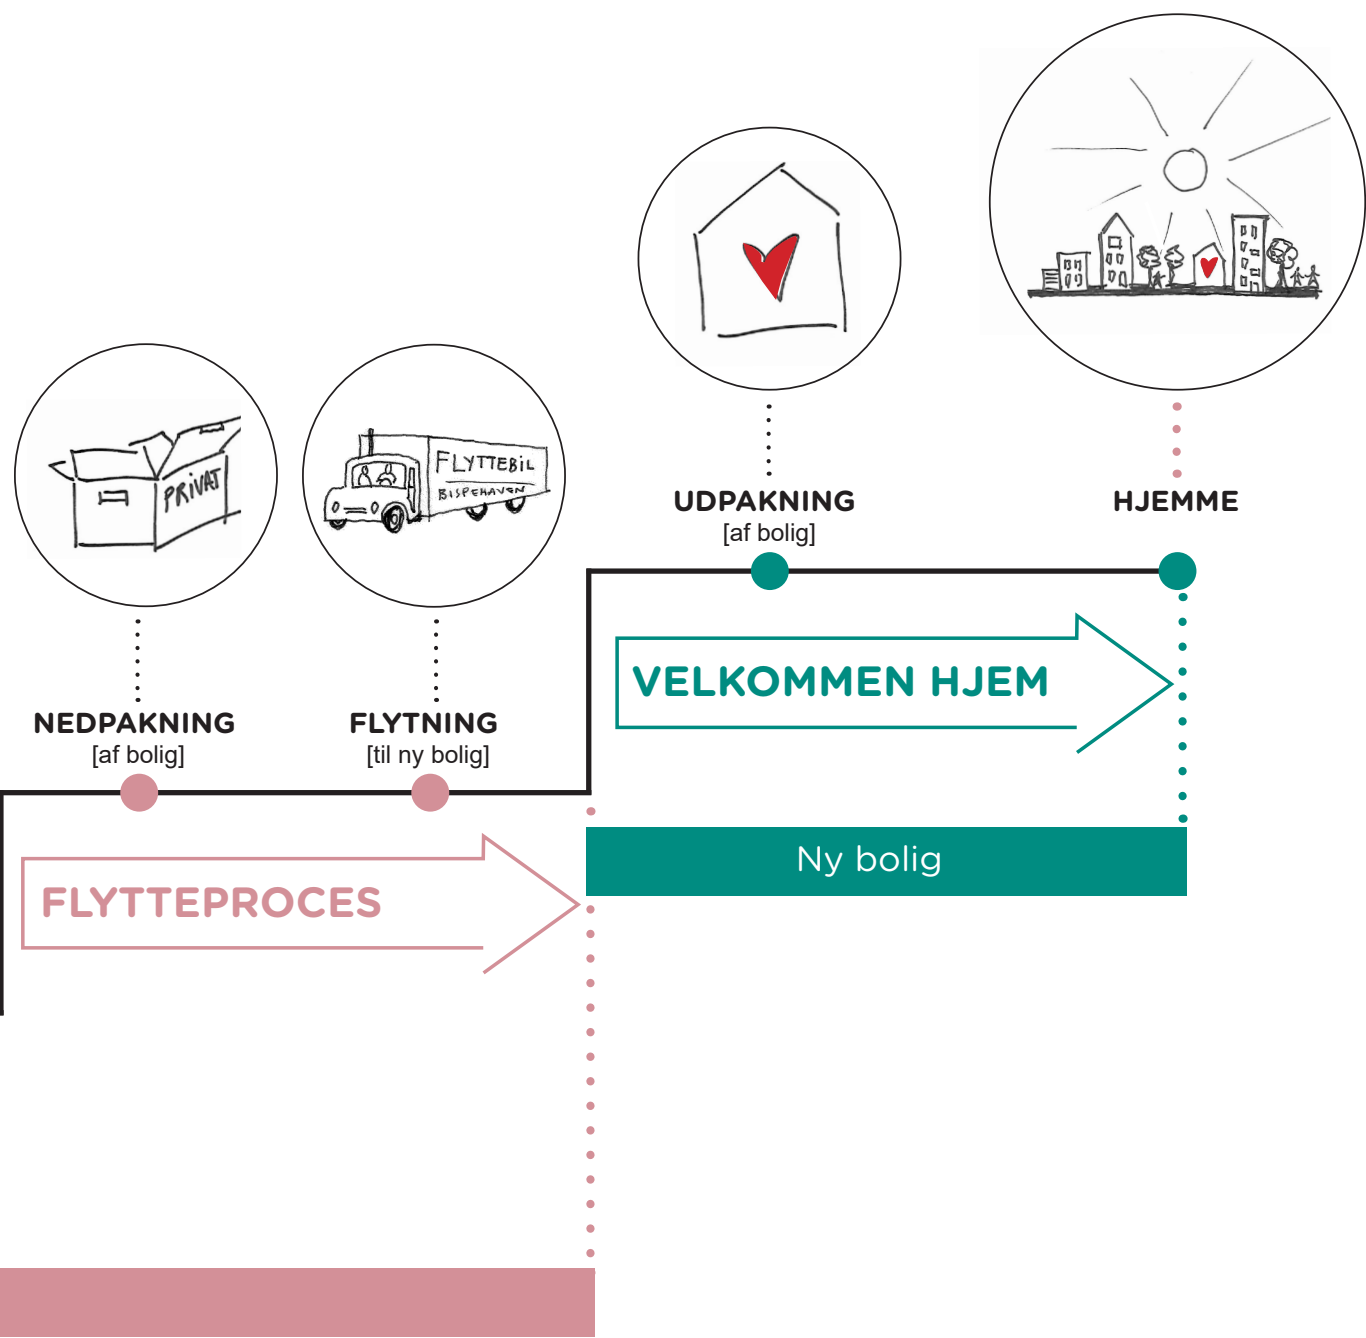 PRIVAT
FLYTTEBIL
BISPEHAVEN
UDPAKNING
[af bolig]
HJEMME
VELKOMMEN HJEM
NEDPAKNING
[af bolig]
FLYTNING
[til ny bolig]
Ny bolig
FLYTTEPROCES